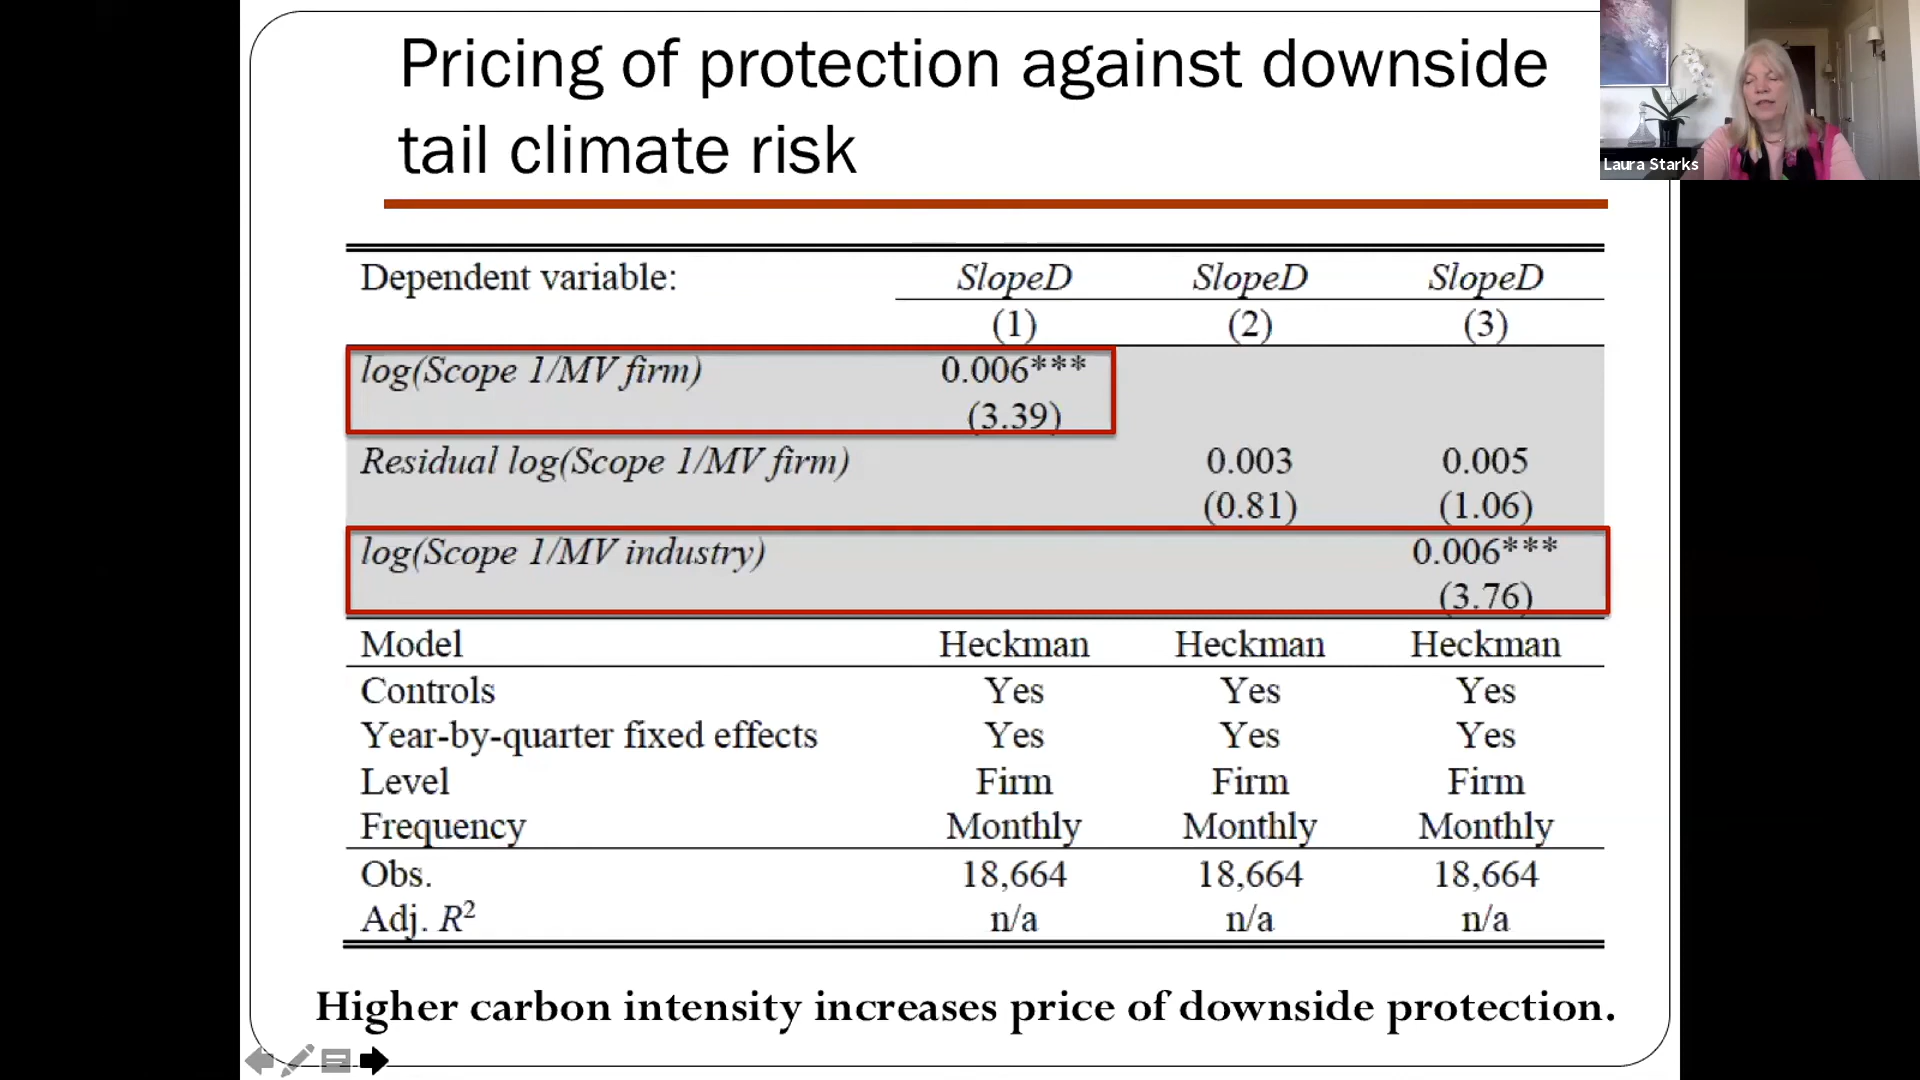 Pricing of protection against downside
tail climate risk
Laura Starks
Dependent variable: SlopeD SlopeD SlopeD
(1) (2) (3)
log(Scope 1/MV firm) 0.006***
(3.39)
Residual log(Scope 1/MV firm) 0.003 0.005
(0.81) (1.06)
log(Scope 1/MV industry) 0.006***
(3.76)
Model Heckman Heckman Heckman
Controls Yes Yes Yes
Year-by-quarter fixed effects Yes Yes Yes
Level Firm Firm Firm
Frequency Monthly Monthly Monthly
Obs. 18,664 18,664 18,664
Adj. R² n/a n/a n/a
Higher carbon intensity increases price of downside protection.